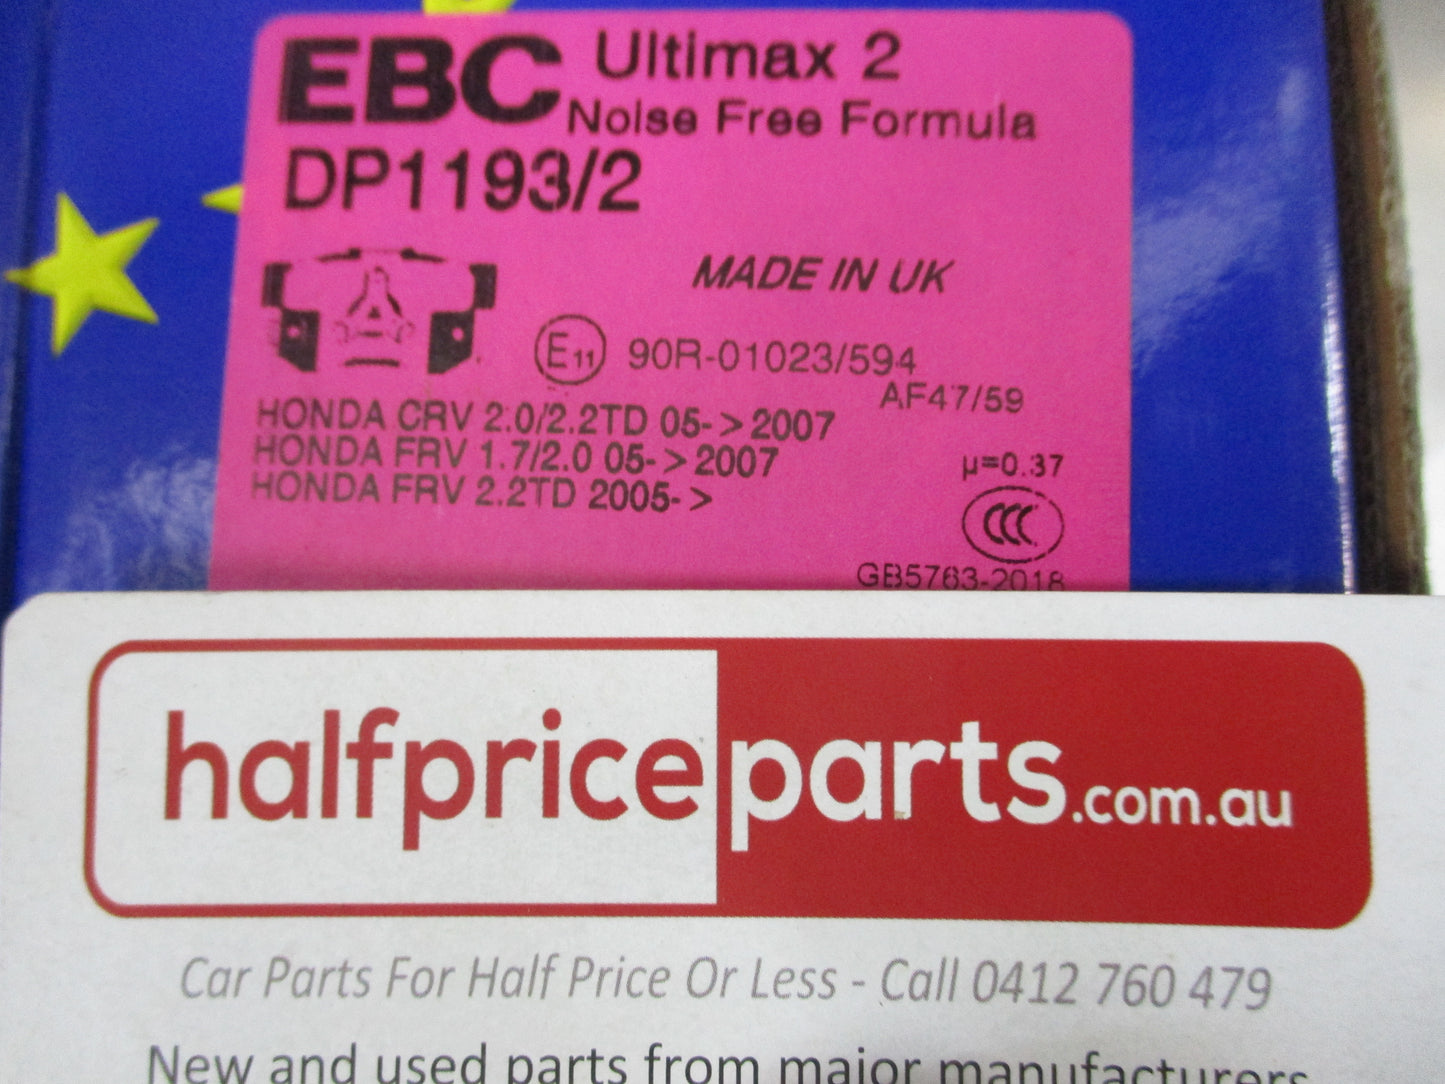 EBC Ultimax 2
Noise Free Formula
DP1193/2
MADE IN UK
E11 90R-01023/594
AF47/59
HONDA CRV 2.0/2.2TD 05->2007
HONDA FRV 1.7/2.0 05->2007
HONDA FRV 2.2TD 2005->
µ=0.37
CCC
GB5763-2018
halfpriceparts.com.au
Car Parts For Half Price Or Less - Call 0412 760 479
New and used parts from major manufacturers